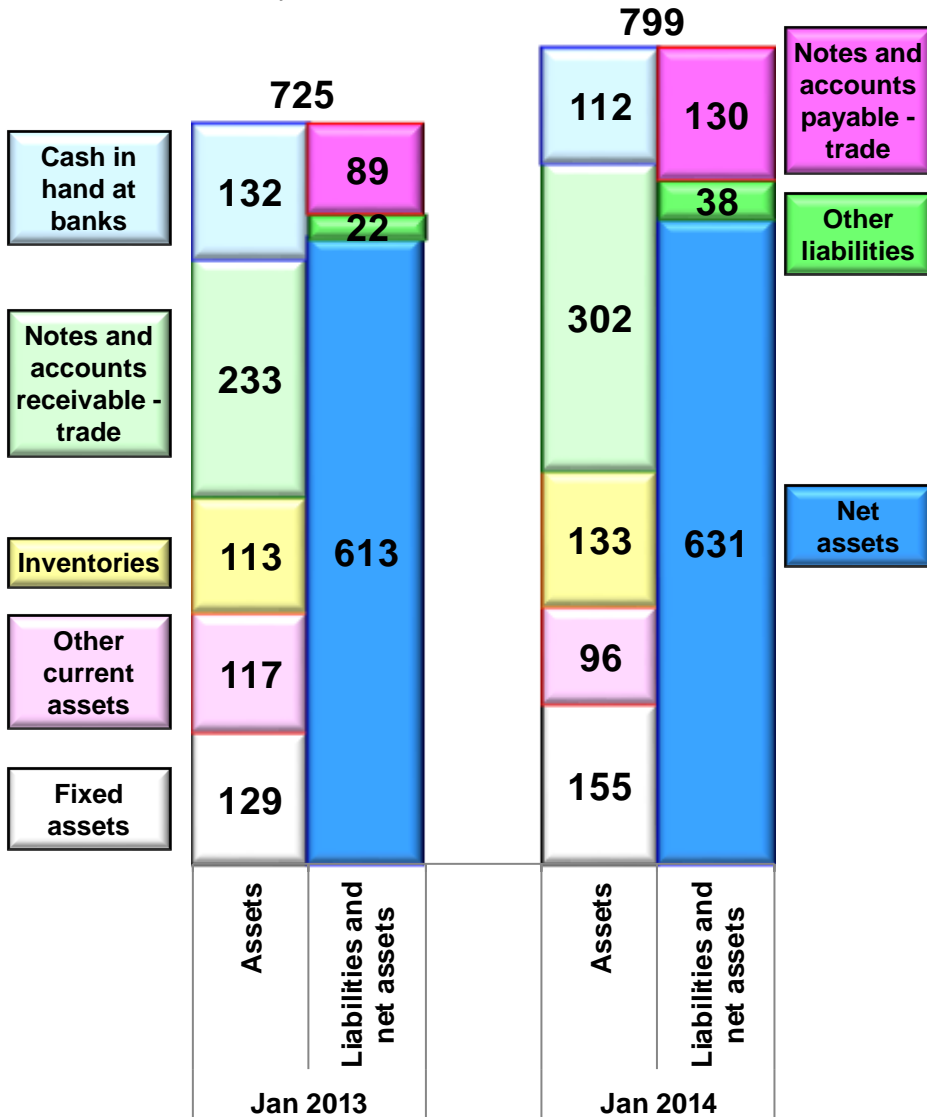 799
725
Cash in
hand at
banks
132
89
22
112
130
38
Notes and
accounts
payable -
trade
Other
liabilities
Notes and
accounts
receivable -
trade
233
302
Inventories
113
613
133
631
Net
assets
Other
current
assets
117
96
Fixed
assets
129
155
Assets
Liabilities and
net assets
Assets
Liabilities and
net assets
Jan 2013
Jan 2014